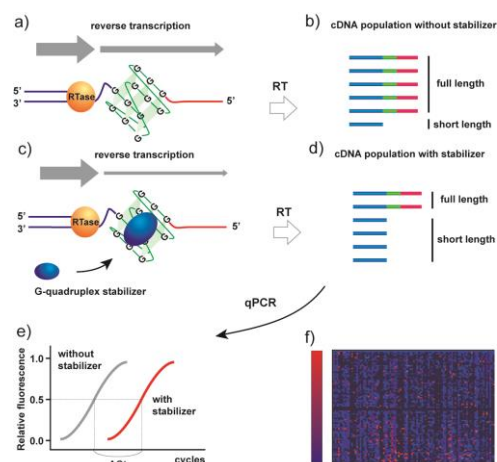 a)
reverse transcription
5'
3'
RTase
G G G G G G G G G G G G
5'
RT
b)
cDNA population without stabilizer
full length
short length
c)
reverse transcription
5'
3'
RTase
G G G G G G G G
5'
G-quadruplex stabilizer
RT
d)
cDNA population with stabilizer
full length
short length
qPCR
e)
Relative fluorescence
1.0
0.5
0.0
without
stabilizer
with
stabilizer
cycles
f)